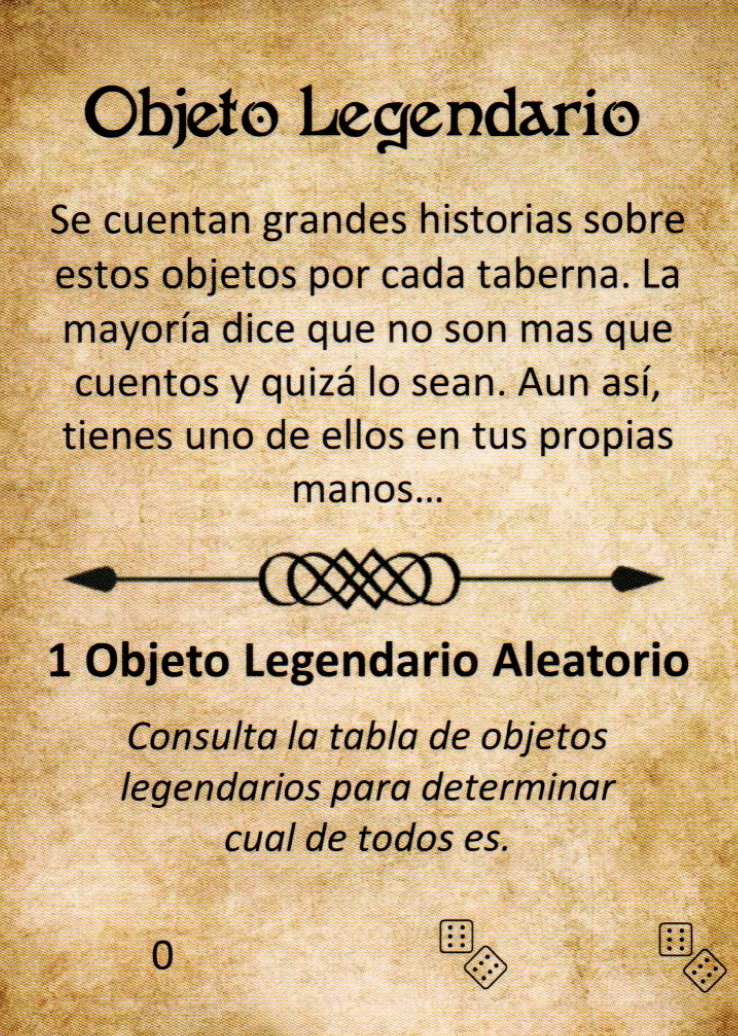 Objeto Legendario
Se cuentan grandes historias sobre
estos objetos por cada taberna. La
mayoría dice que no son mas que
cuentos y quizá lo sean. Aun así,
tienes uno de ellos en tus propias
manos...
1 Objeto Legendario Aleatorio
Consulta la tabla de objetos
legendarios para determinar
cual de todos es.
0